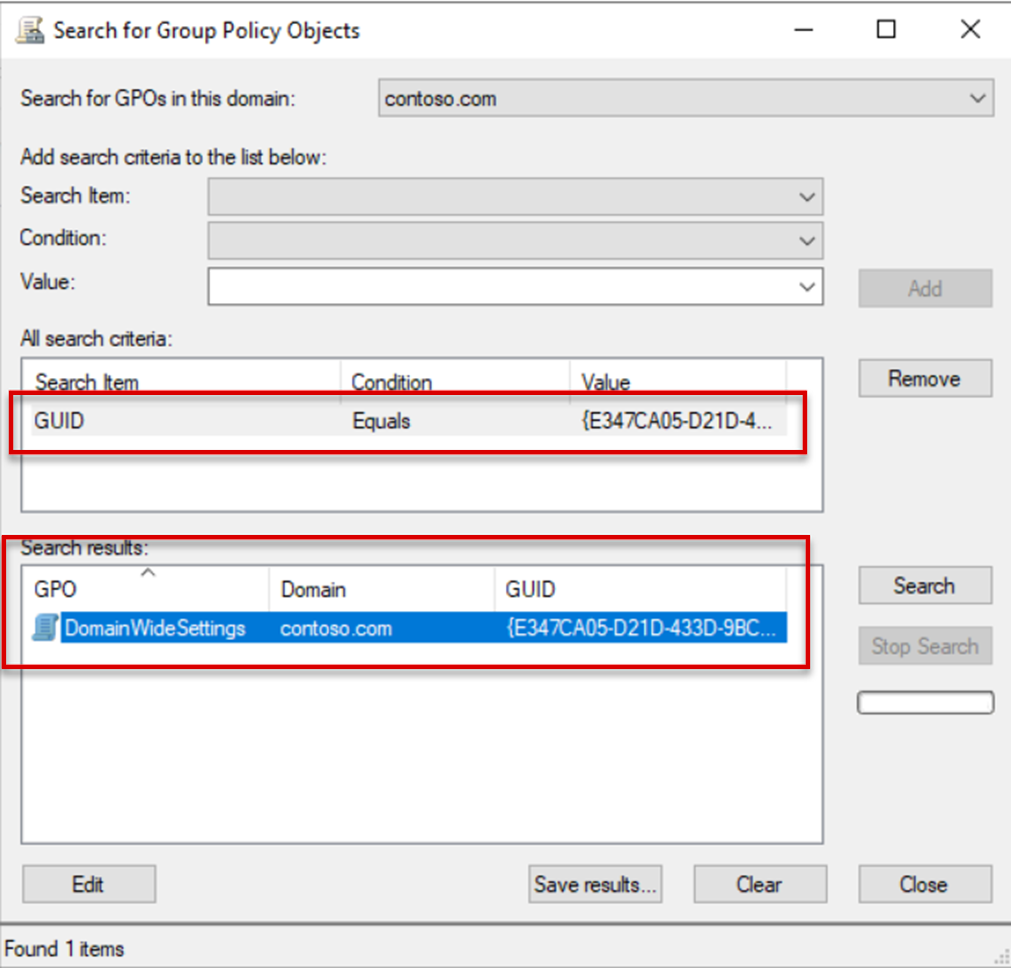 Search for Group Policy Objects
Search for GPOs in this domain: contoso.com
Add search criteria to the list below:
Search Item:
Condition:
Value:
Add
All search criteria:
Search Item Condition Value
Remove
GUID Equals {E347CA05-D21D-4...
Search results:
GPO Domain GUID
Search
DomainWideSettings contoso.com {E347CA05-D21D-433D-9BC...
Stop Search
Edit Save results... Clear Close
Found 1 items